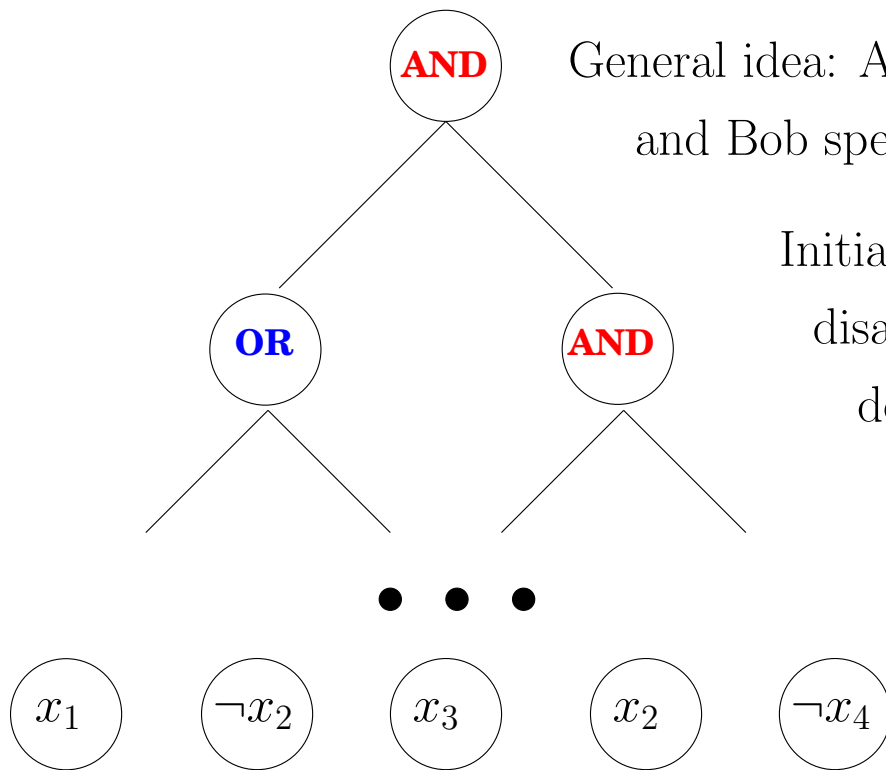 AND
General idea: A
and Bob spe
Initia
OR
AND
disa
de
x₁ ¬x₂ x₃ x₂ ¬x₄